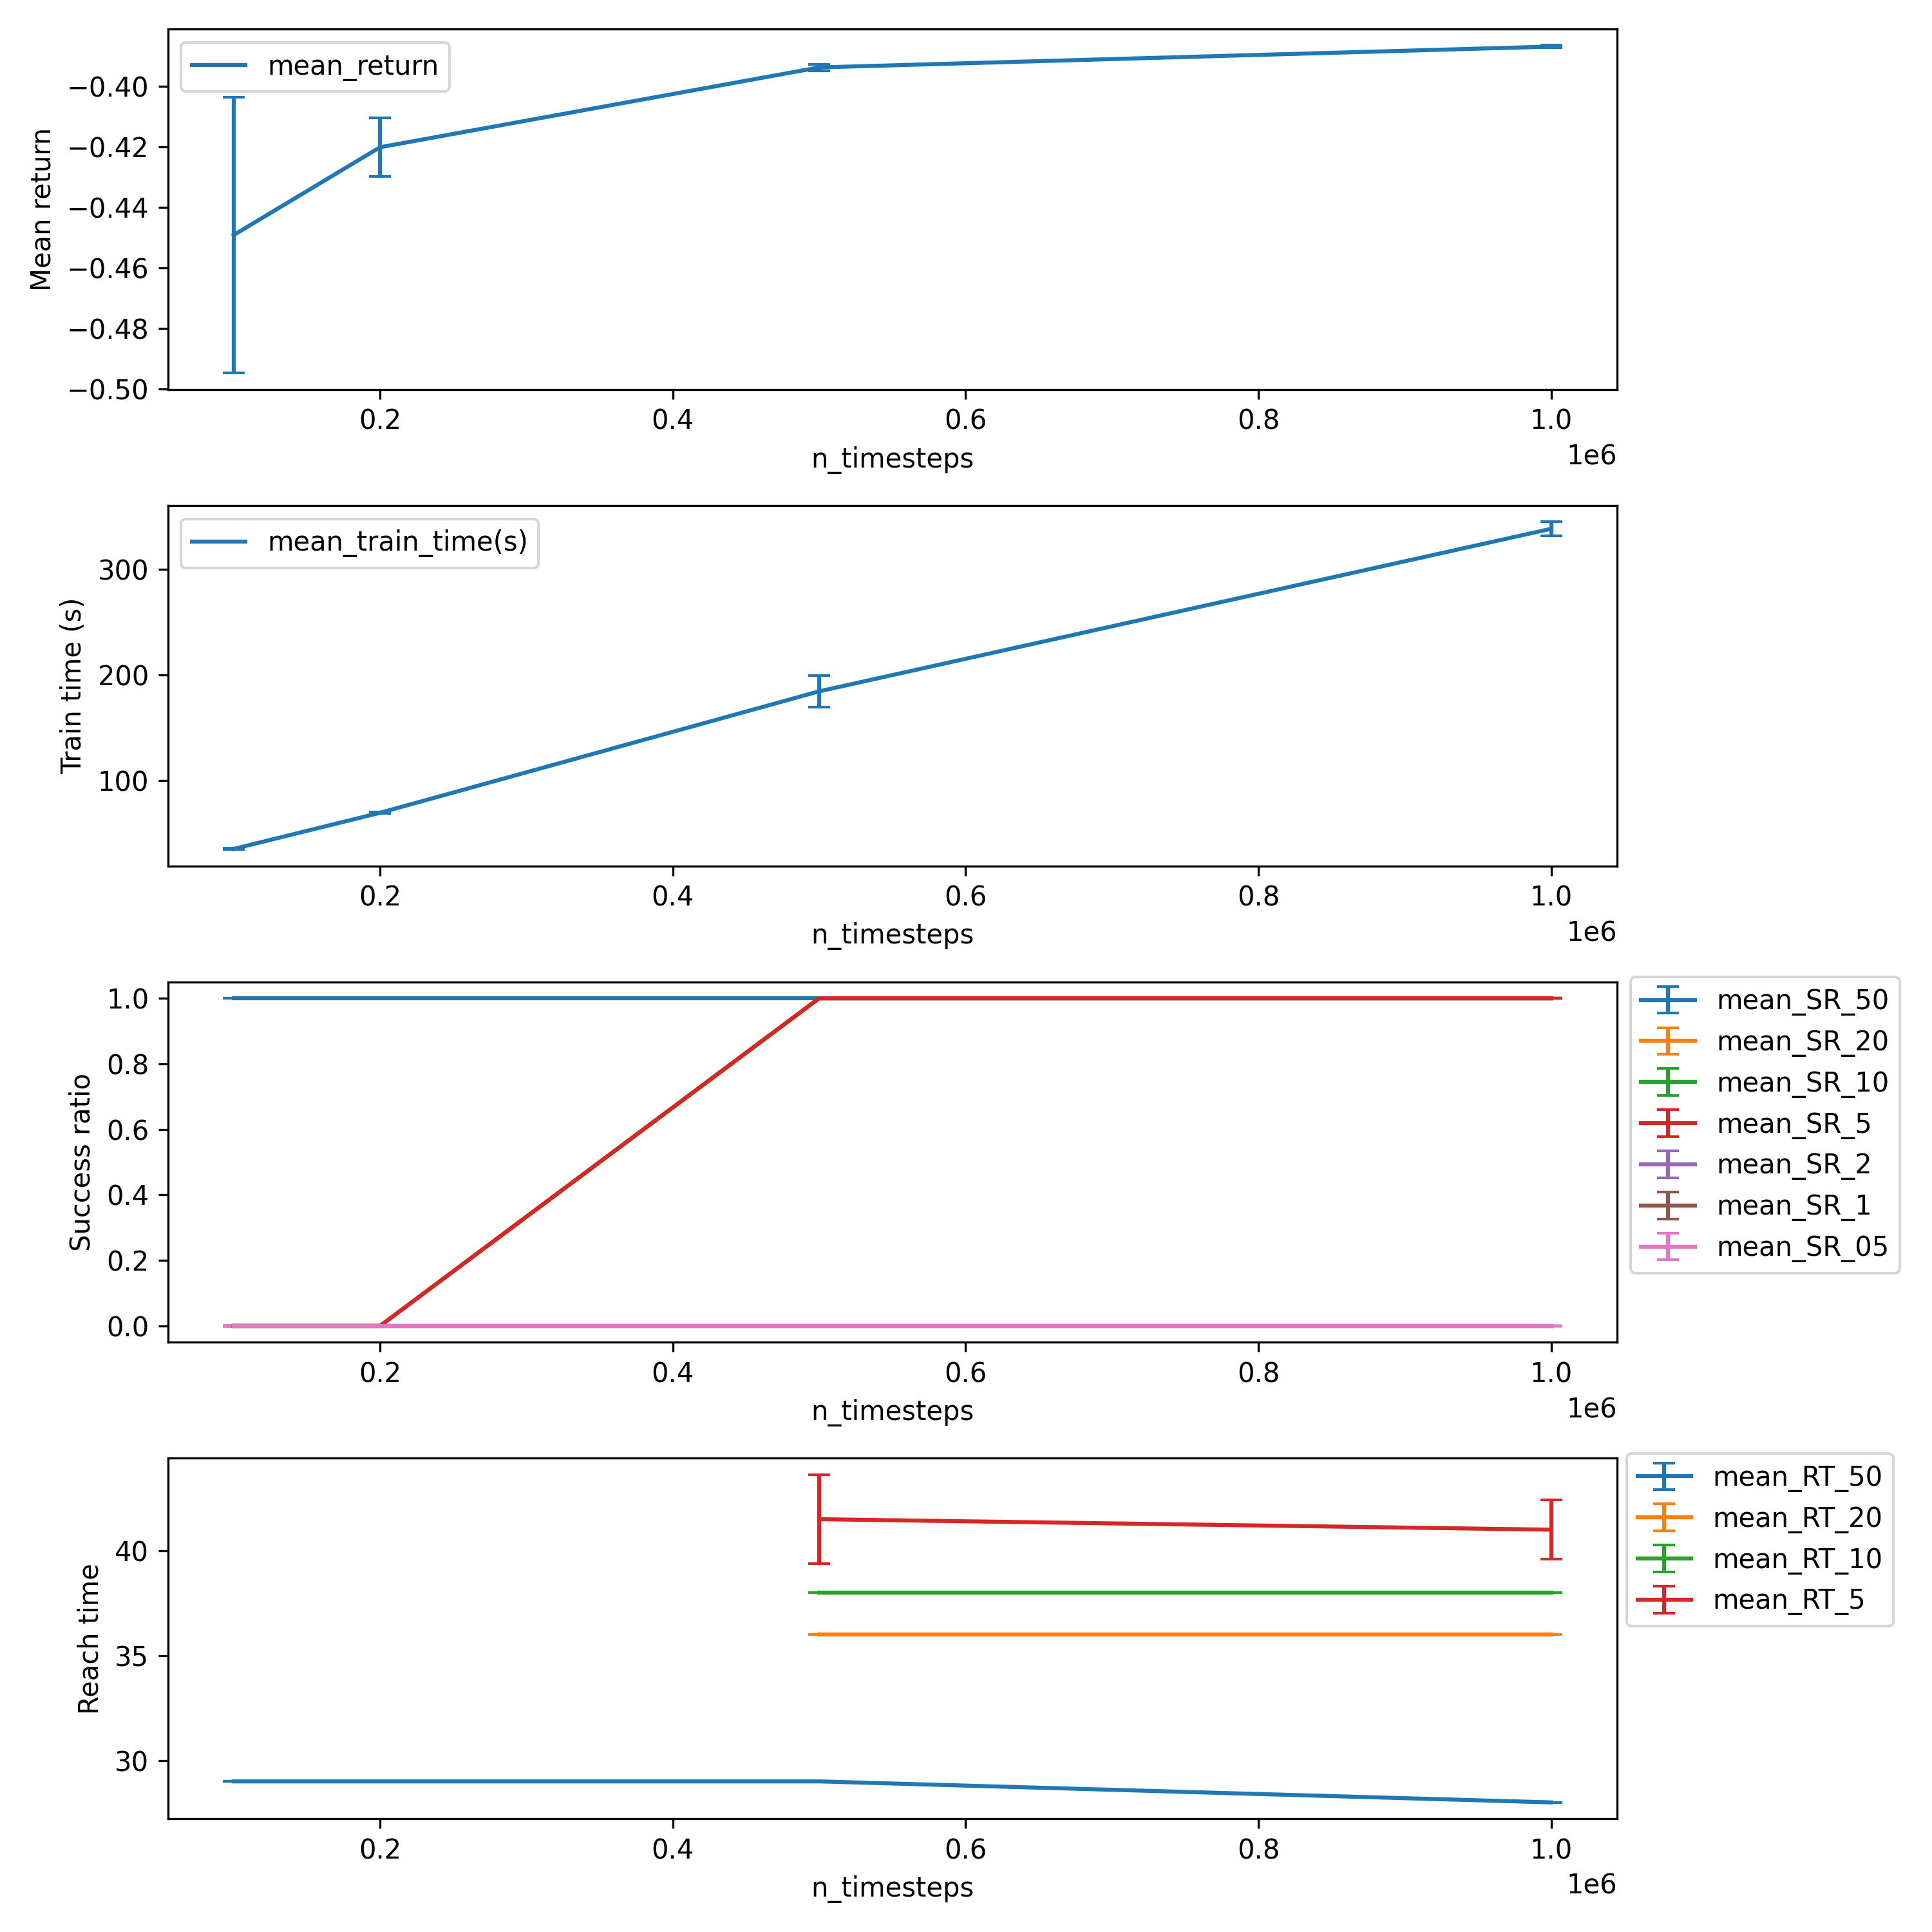 mean_return
−0.40
−0.42
−0.44
−0.46
−0.48
−0.50
Mean return
0.2 0.4 0.6 0.8 1.0
n_timesteps
1e6
mean_train_time(s)
300
200
100
Train time (s)
0.2 0.4 0.6 0.8 1.0
n_timesteps
1e6
1.0
0.8
0.6
0.4
0.2
0.0
Success ratio
0.2 0.4 0.6 0.8 1.0
n_timesteps
1e6
mean_SR_50
mean_SR_20
mean_SR_10
mean_SR_5
mean_SR_2
mean_SR_1
mean_SR_05
40
35
30
Reach time
0.2 0.4 0.6 0.8 1.0
n_timesteps
1e6
mean_RT_50
mean_RT_20
mean_RT_10
mean_RT_5